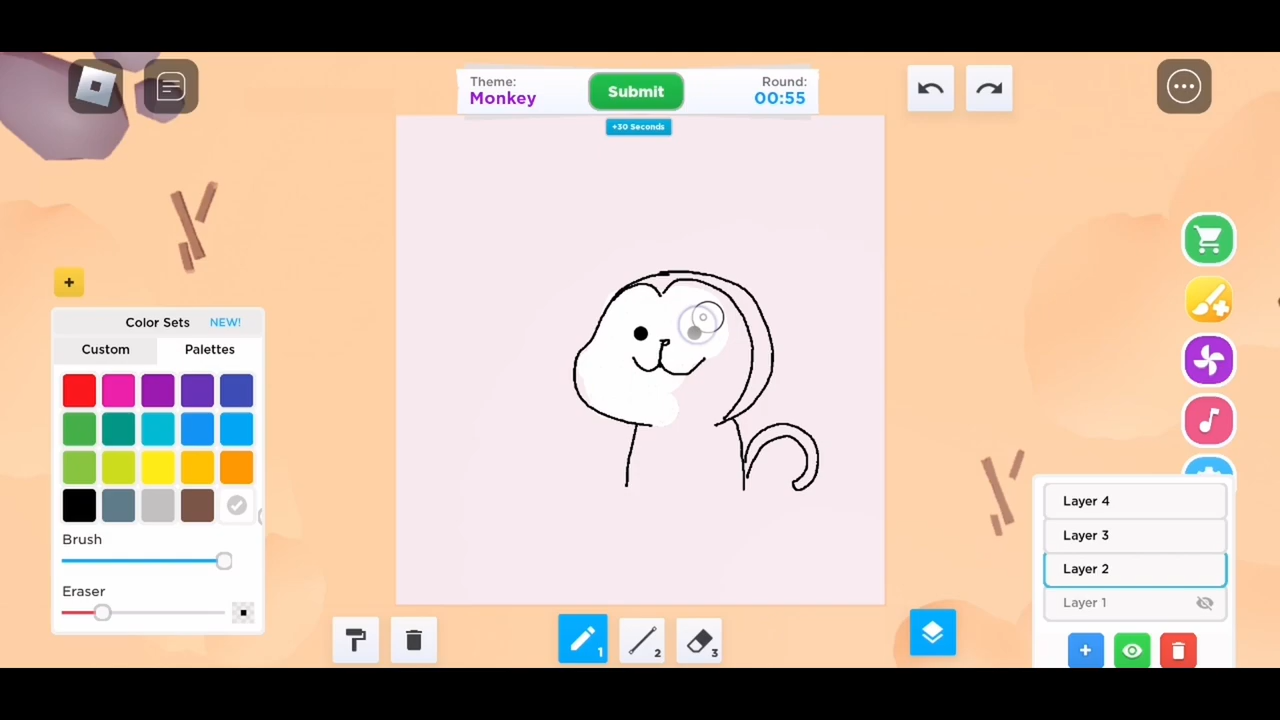 Theme:
Monkey
Submit
Round:
00:55
+30 Seconds
+
Color Sets NEW!
Custom Palettes
Brush
Eraser
Layer 4
Layer 3
Layer 2
Layer 1
1
2
3
+